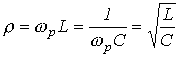 ρ = ω_p L = 1/(ω_p C) = √(L/C)